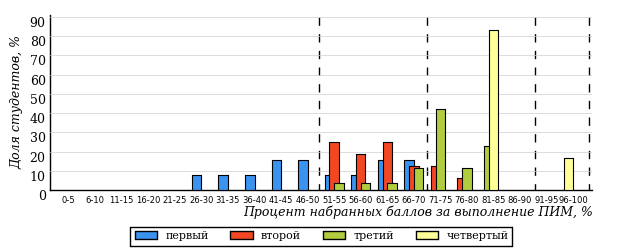 Доля студентов, %
90
80
70
60
50
40
30
20
10
0
0-5 6-10 11-15 16-20 21-25 26-30 31-35 36-40 41-45 46-50 51-55 56-60 61-65 66-70 71-75 76-80 81-85 86-90 91-95 96-100
Процент набранных баллов за выполнение ПИМ, %
первый второй третий четвертый